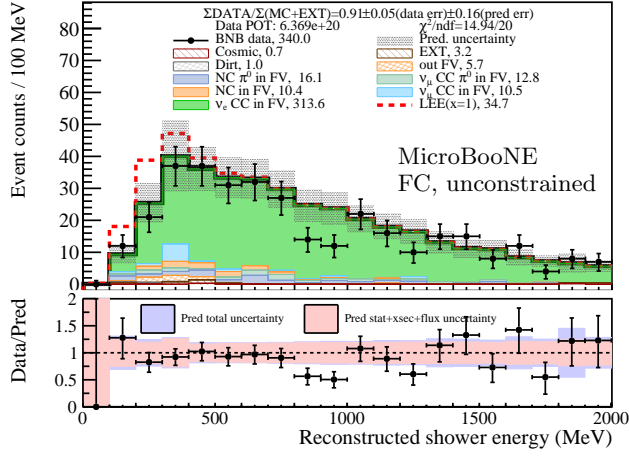 ΣDATA/Σ(MC+EXT)=0.91±0.05(data err)±0.16(pred err)
Data POT: 6.369e+20 χ²/ndf=14.94/20
BNB data, 340.0 Pred. uncertainty
Cosmic, 0.7 EXT, 3.2
Dirt, 1.0 out FV, 5.7
NC π⁰ in FV, 16.1 ν_μ CC π⁰ in FV, 12.8
NC in FV, 10.4 ν_μ CC in FV, 10.5
ν_e CC in FV, 313.6 LEE(x=1), 34.7
Event counts / 100 MeV
80
70
60
50
40
30
20
10
0
MicroBooNE
FC, unconstrained
Data/Pred
2
1.5
1
0.5
0
Pred total uncertainty Pred stat+xsec+flux uncertainty
0 500 1000 1500 2000
Reconstructed shower energy (MeV)